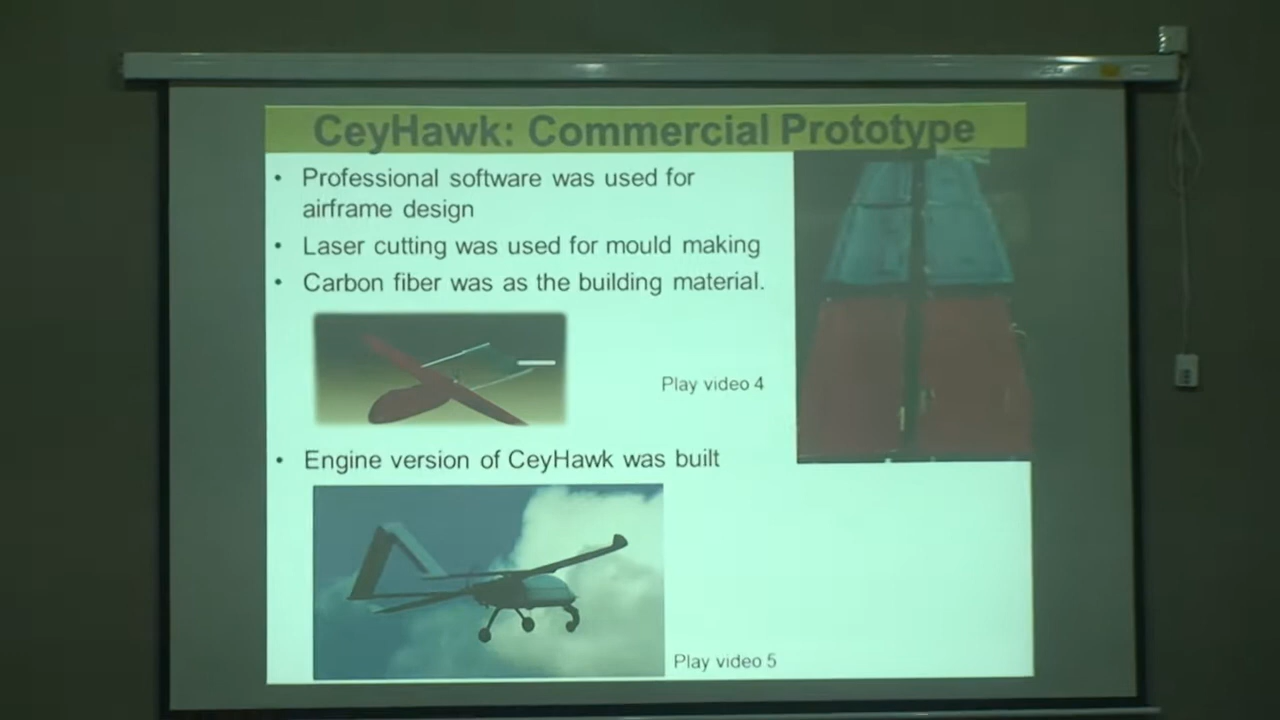 CeyHawk: Commercial Prototype
• Professional software was used for
airframe design
• Laser cutting was used for mould making
• Carbon fiber was as the building material.
Play video 4
• Engine version of CeyHawk was built
Play video 5